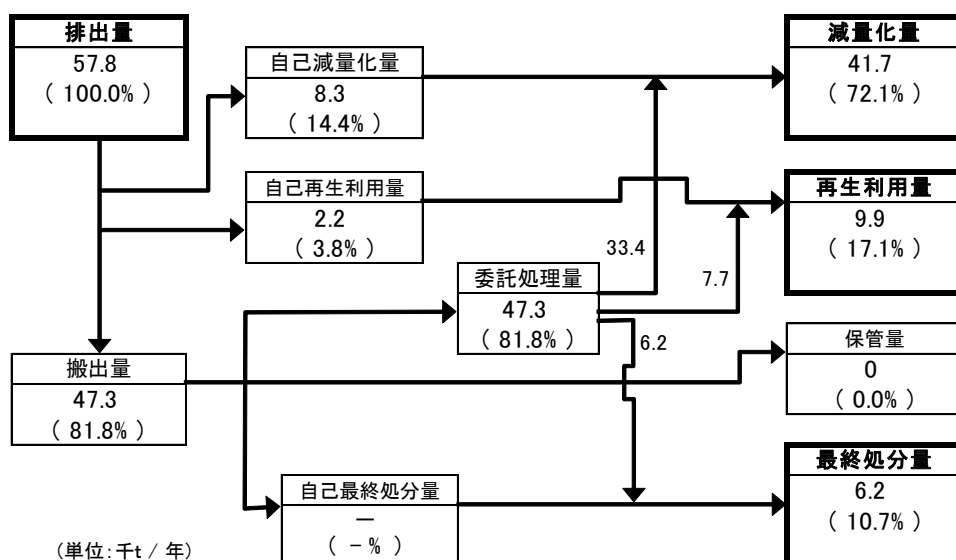 排出量
57.8
( 100.0% )
自己減量化量
8.3
( 14.4% )
減量化量
41.7
( 72.1% )
自己再生利用量
2.2
( 3.8% )
再生利用量
9.9
( 17.1% )
33.4
7.7
委託処理量
47.3
( 81.8% )
6.2
搬出量
47.3
( 81.8% )
保管量
0
( 0.0% )
自己最終処分量
—
( -% )
最終処分量
6.2
( 10.7% )
(単位:千t / 年)